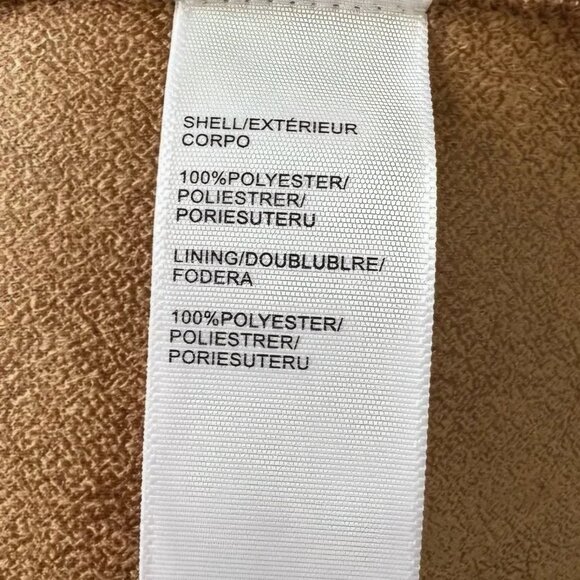 SHELL/EXTÉRIEUR
CORPO
100%POLYESTER/
POLIESTRER/
PORIESUTERU
LINING/DOUBLUBLRE/
FODERA
100%POLYESTER/
POLIESTRER/
PORIESUTERU